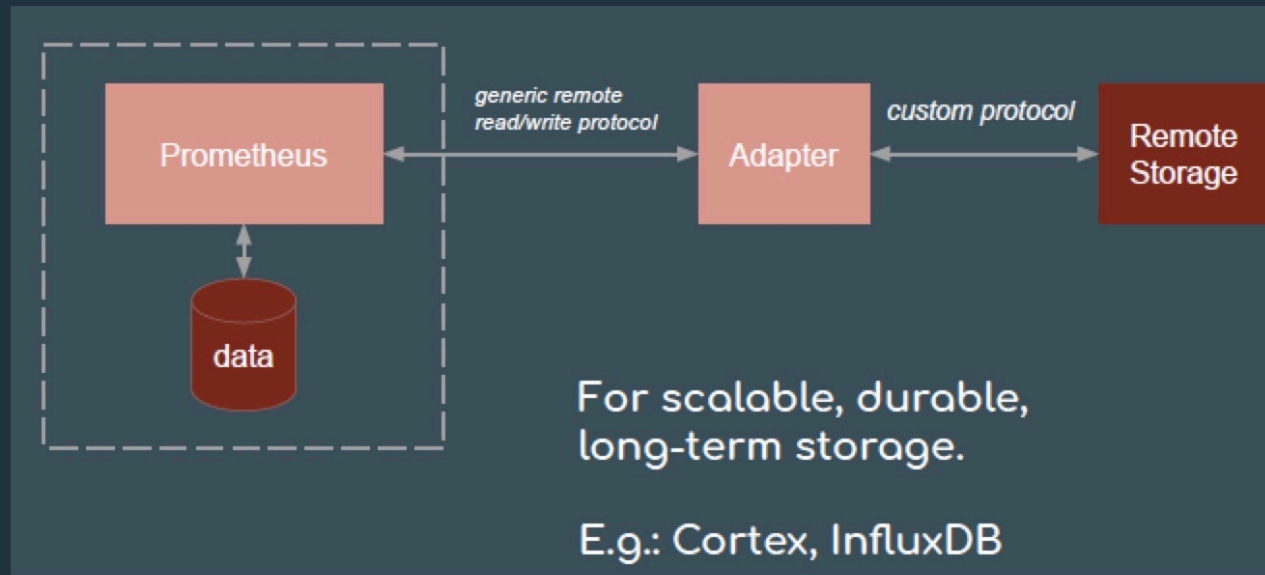 generic remote
read/write protocol
custom protocol
Prometheus
Adapter
Remote
Storage
data
For scalable, durable,
long-term storage.
E.g.: Cortex, InfluxDB